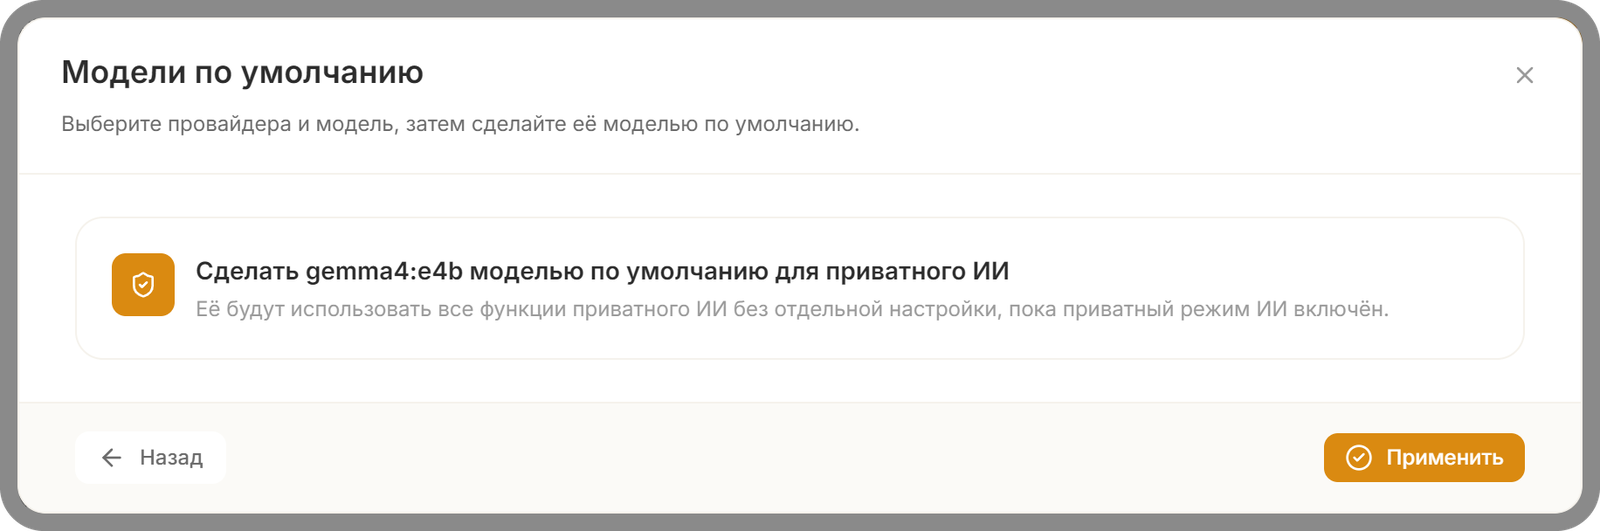 Модели по умолчанию
Выберите провайдера и модель, затем сделайте её моделью по умолчанию.
Сделать gemma4:e4b моделью по умолчанию для приватного ИИ
Её будут использовать все функции приватного ИИ без отдельной настройки, пока приватный режим ИИ включён.
Назад
Применить